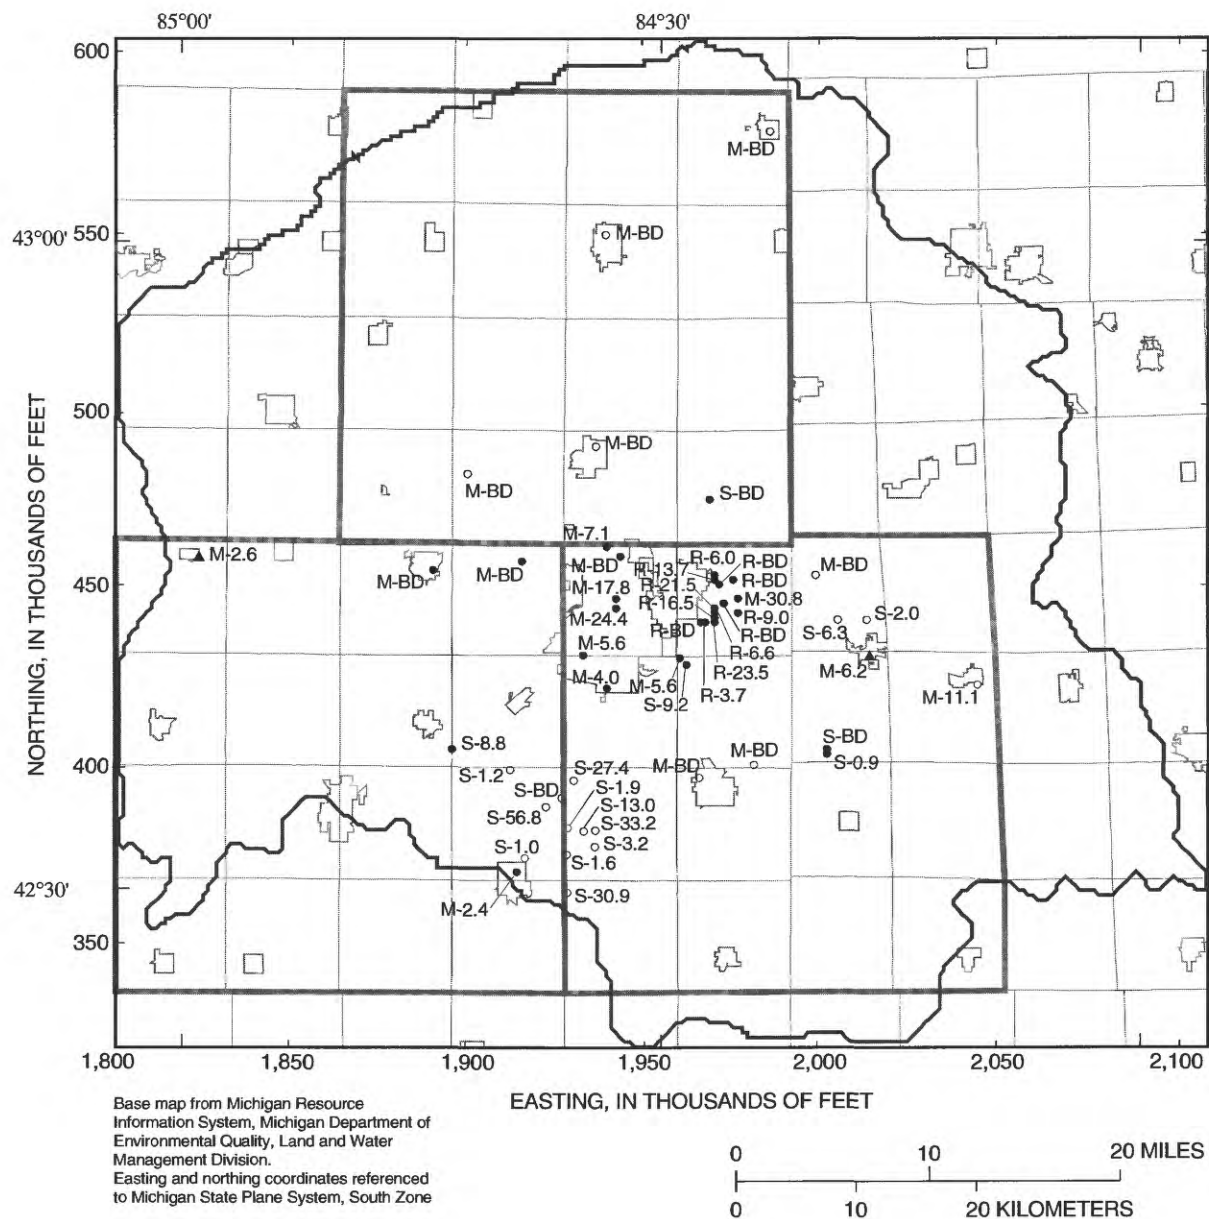 85°00' 84°30'
600
M-BD
43°00' 550 M-BD
NORTHING, IN THOUSANDS OF FEET
500
M-BD
M-BD
S-BD
M-7.1
M-2.6
M-BD
M-BD
M-BD
R-6.0
R-13.7
R-BD
R-BD
M-BD
450
M-17.8
R-21.5
M-30.8
R-16.5
R-9.0
S-2.0
M-24.4
R-BD
R-BD
S-6.3
M-5.6
R-6.6
R-23.5
M-6.2
M-4.0
M-5.6
R-3.7
M-11.1
S-9.2
S-8.8
S-BD
S-0.9
400
S-1.2
S-27.4
M-BD
M-BD
S-BD
S-1.9
S-56.8
S-13.0
S-33.2
S-1.0
S-3.2
S-1.6
42°30'
M-2.4
S-30.9
350
1,800 1,850 1,900 1,950 2,000 2,050 2,100
EASTING, IN THOUSANDS OF FEET
Base map from Michigan Resource
Information System, Michigan Department of
Environmental Quality, Land and Water
Management Division.
Easting and northing coordinates referenced
to Michigan State Plane System, South Zone
0 10 20 MILES
0 10 20 KILOMETERS